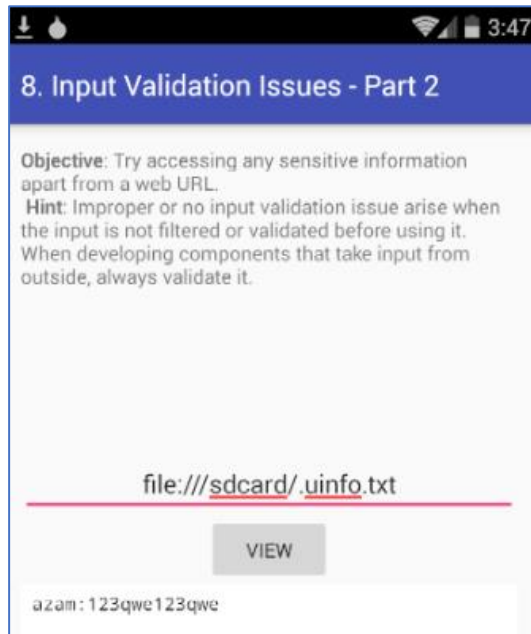 3:47
8. Input Validation Issues - Part 2
Objective: Try accessing any sensitive information
apart from a web URL.
Hint: Improper or no input validation issue arise when
the input is not filtered or validated before using it.
When developing components that take input from
outside, always validate it.
file:///sdcard/.uinfo.txt
VIEW
azam:123qwe123qwe